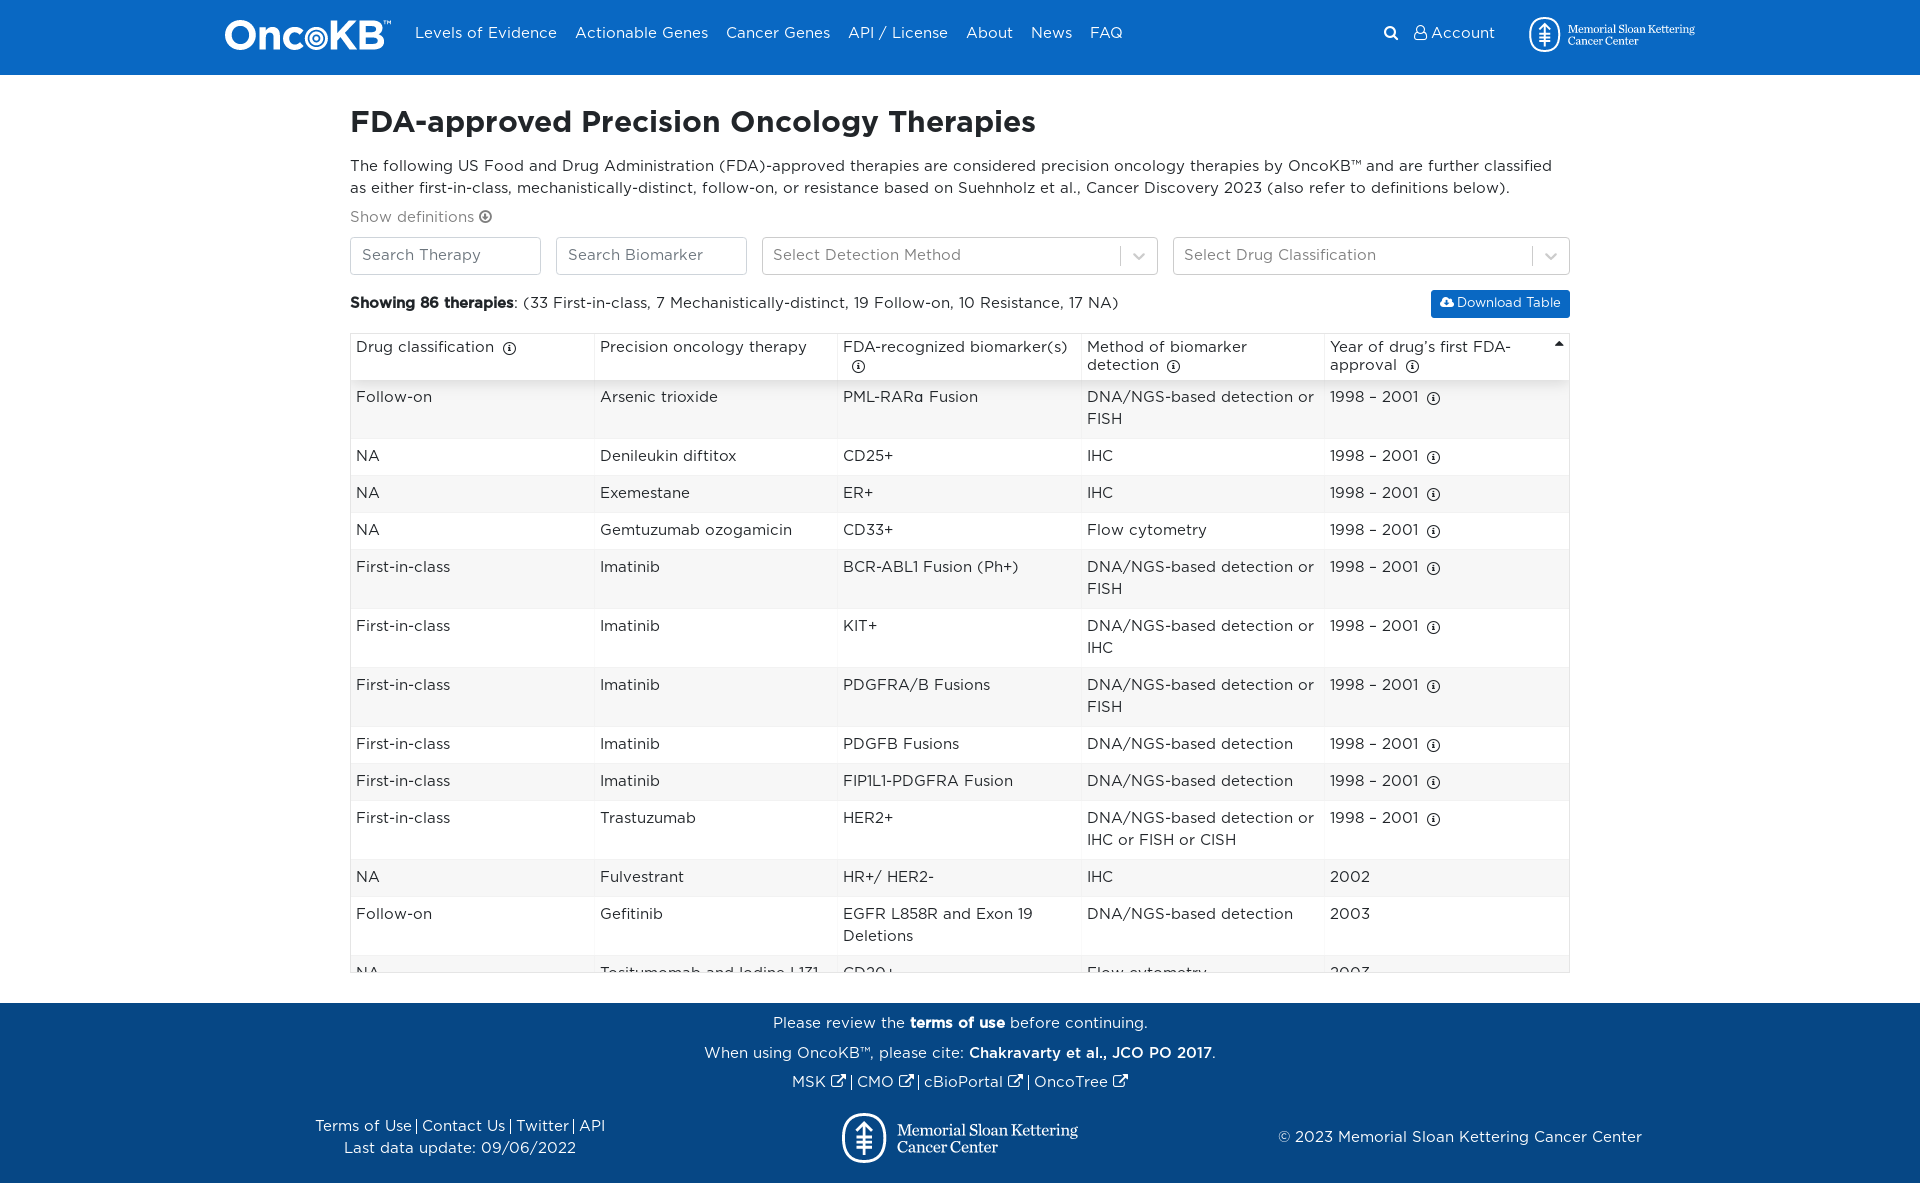 OncoKB™
Levels of Evidence Actionable Genes Cancer Genes API / License About News FAQ
Account
Memorial Sloan Kettering
Cancer Center
FDA-approved Precision Oncology Therapies
The following US Food and Drug Administration (FDA)-approved therapies are considered precision oncology therapies by OncoKB™ and are further classified
as either first-in-class, mechanistically-distinct, follow-on, or resistance based on Suehnholz et al., Cancer Discovery 2023 (also refer to definitions below).
Show definitions
Search Therapy Search Biomarker Select Detection Method Select Drug Classification
Showing 86 therapies: (33 First-in-class, 7 Mechanistically-distinct, 19 Follow-on, 10 Resistance, 17 NA)
Download Table
Drug classification Precision oncology therapy FDA-recognized biomarker(s) Method of biomarker Year of drug's first FDA-
detection approval
Follow-on Arsenic trioxide PML-RARɑ Fusion DNA/NGS-based detection or 1998 – 2001
FISH
NA Denileukin diftitox CD25+ IHC 1998 – 2001
NA Exemestane ER+ IHC 1998 – 2001
NA Gemtuzumab ozogamicin CD33+ Flow cytometry 1998 – 2001
First-in-class Imatinib BCR-ABL1 Fusion (Ph+) DNA/NGS-based detection or 1998 – 2001
FISH
First-in-class Imatinib KIT+ DNA/NGS-based detection or 1998 – 2001
IHC
First-in-class Imatinib PDGFRA/B Fusions DNA/NGS-based detection or 1998 – 2001
FISH
First-in-class Imatinib PDGFB Fusions DNA/NGS-based detection 1998 – 2001
First-in-class Imatinib FIP1L1-PDGFRA Fusion DNA/NGS-based detection 1998 – 2001
First-in-class Trastuzumab HER2+ DNA/NGS-based detection or 1998 – 2001
IHC or FISH or CISH
NA Fulvestrant HR+/ HER2- IHC 2002
Follow-on Gefitinib EGFR L858R and Exon 19 DNA/NGS-based detection 2003
Deletions
NA Tositumomab and Iodine I-131 CD20+ Flow cytometry 2003
Please review the terms of use before continuing.
When using OncoKB™, please cite: Chakravarty et al., JCO PO 2017.
MSK | CMO | cBioPortal | OncoTree
Terms of Use | Contact Us | Twitter | API
Last data update: 09/06/2022
Memorial Sloan Kettering
Cancer Center
© 2023 Memorial Sloan Kettering Cancer Center